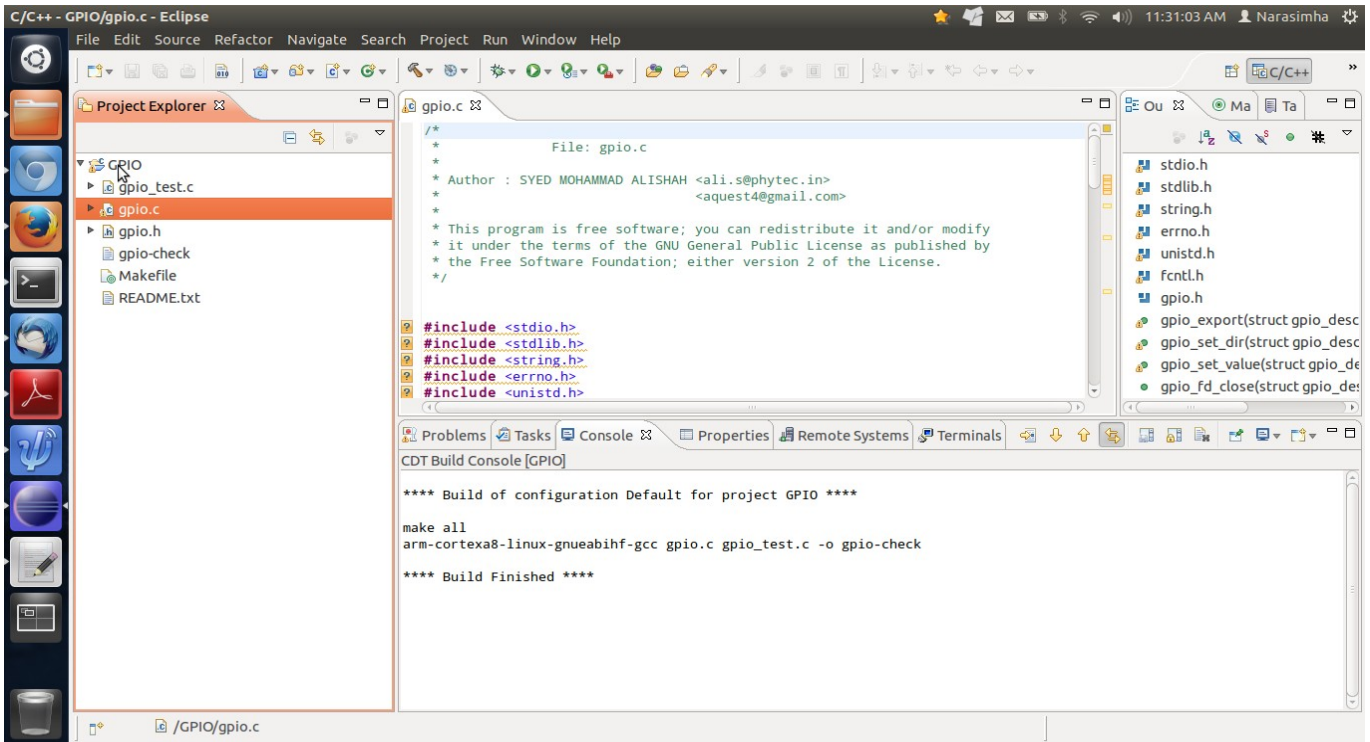 C/C++ - GPIO/gpio.c - Eclipse
11:31:03 AM Narasimha
File Edit Source Refactor Navigate Search Project Run Window Help
C/C++ »
Project Explorer
GPIO
gpio_test.c
gpio.c
gpio.h
gpio-check
Makefile
README.txt
gpio.c
/*
* File: gpio.c
*
* Author : SYED MOHAMMAD ALISHAH <ali.s@phytec.in>
* <aquest4@gmail.com>
*
* This program is free software; you can redistribute it and/or modify
* it under the terms of the GNU General Public License as published by
* the Free Software Foundation; either version 2 of the License.
*/
#include <stdio.h>
#include <stdlib.h>
#include <string.h>
#include <errno.h>
#include <unistd.h>
Ou Ma Ta
stdio.h
stdlib.h
string.h
errno.h
unistd.h
fcntl.h
gpio.h
gpio_export(struct gpio_desc
gpio_set_dir(struct gpio_desc
gpio_set_value(struct gpio_de
gpio_fd_close(struct gpio_des
Problems Tasks Console Properties Remote Systems Terminals
CDT Build Console [GPIO]
**** Build of configuration Default for project GPIO ****
make all
arm-cortexa8-linux-gnueabihf-gcc gpio.c gpio_test.c -o gpio-check
**** Build Finished ****
/GPIO/gpio.c